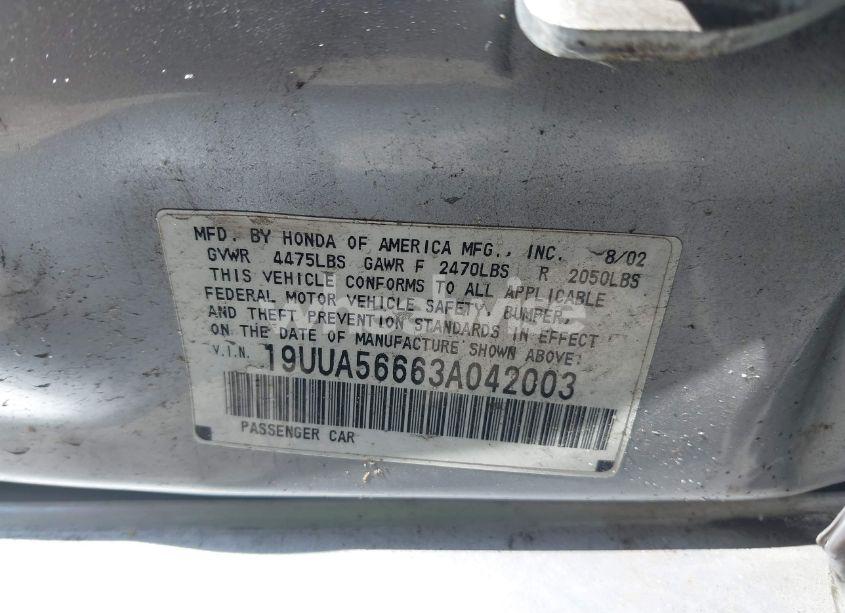 MFD. BY HONDA OF AMERICA MFG., INC. 8/02
GVWR 4475LBS GAWR F 2470LBS R 2050LBS
THIS VEHICLE CONFORMS TO ALL APPLICABLE
FEDERAL MOTOR VEHICLE SAFETY, BUMPER,
AND THEFT PREVENTION STANDARDS IN EFFECT
ON THE DATE OF MANUFACTURE SHOWN ABOVE:
V.I.N. 19UUA56663A042003
PASSENGER CAR